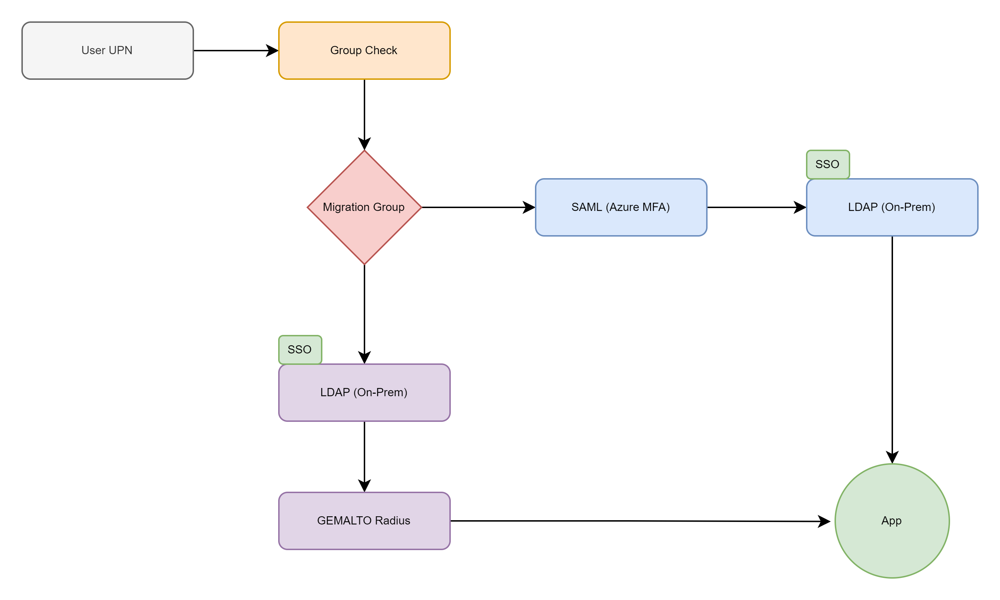 User UPN
Group Check
Migration Group
SAML (Azure MFA)
SSO
LDAP (On-Prem)
SSO
LDAP (On-Prem)
GEMALTO Radius
App